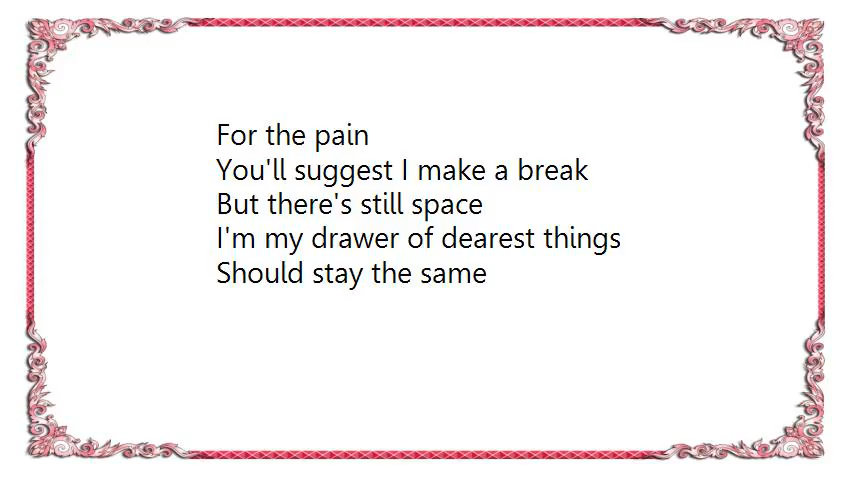 For the pain
You'll suggest I make a break
But there's still space
I'm my drawer of dearest things
Should stay the same